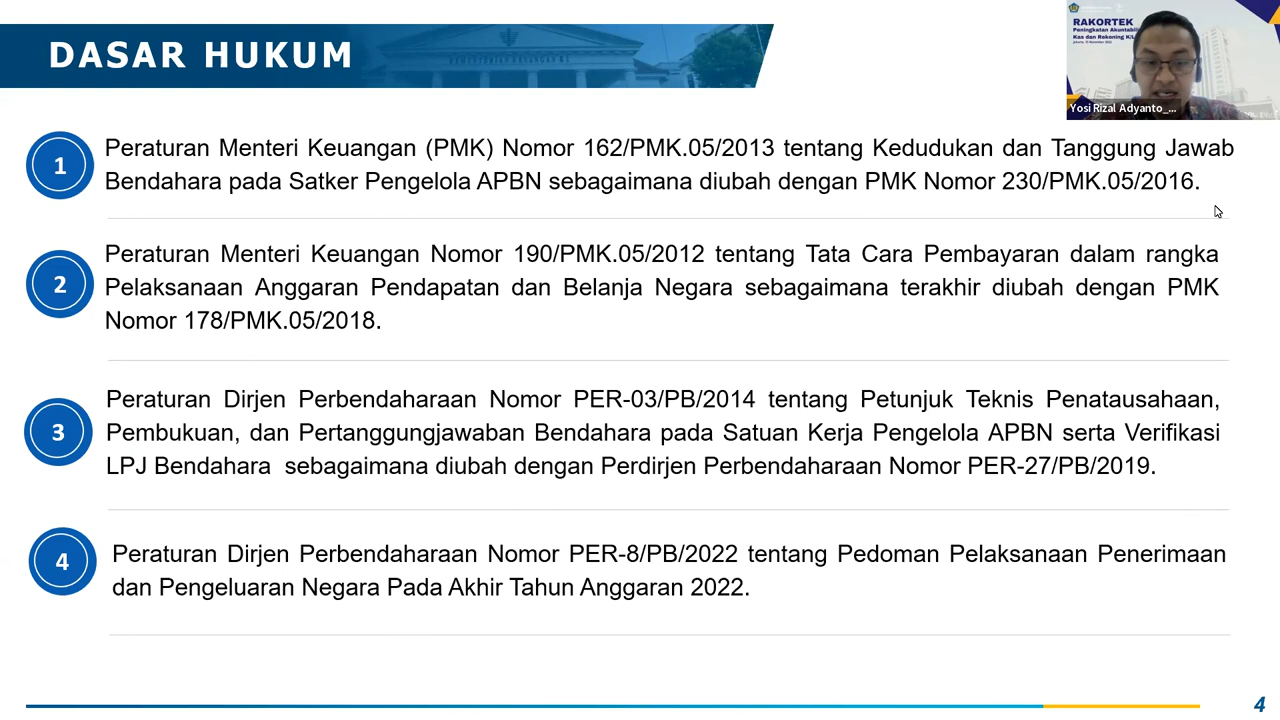 DASAR HUKUM
RAKORTEK
Peningkatan Akuntabili
Kas dan Rekening K/L
Yosi Rizal Adyanto_...
1
Peraturan Menteri Keuangan (PMK) Nomor 162/PMK.05/2013 tentang Kedudukan dan Tanggung Jawab
Bendahara pada Satker Pengelola APBN sebagaimana diubah dengan PMK Nomor 230/PMK.05/2016.
2
Peraturan Menteri Keuangan Nomor 190/PMK.05/2012 tentang Tata Cara Pembayaran dalam rangka
Pelaksanaan Anggaran Pendapatan dan Belanja Negara sebagaimana terakhir diubah dengan PMK
Nomor 178/PMK.05/2018.
3
Peraturan Dirjen Perbendaharaan Nomor PER-03/PB/2014 tentang Petunjuk Teknis Penatausahaan,
Pembukuan, dan Pertanggungjawaban Bendahara pada Satuan Kerja Pengelola APBN serta Verifikasi
LPJ Bendahara sebagaimana diubah dengan Perdirjen Perbendaharaan Nomor PER-27/PB/2019.
4
Peraturan Dirjen Perbendaharaan Nomor PER-8/PB/2022 tentang Pedoman Pelaksanaan Penerimaan
dan Pengeluaran Negara Pada Akhir Tahun Anggaran 2022.
4